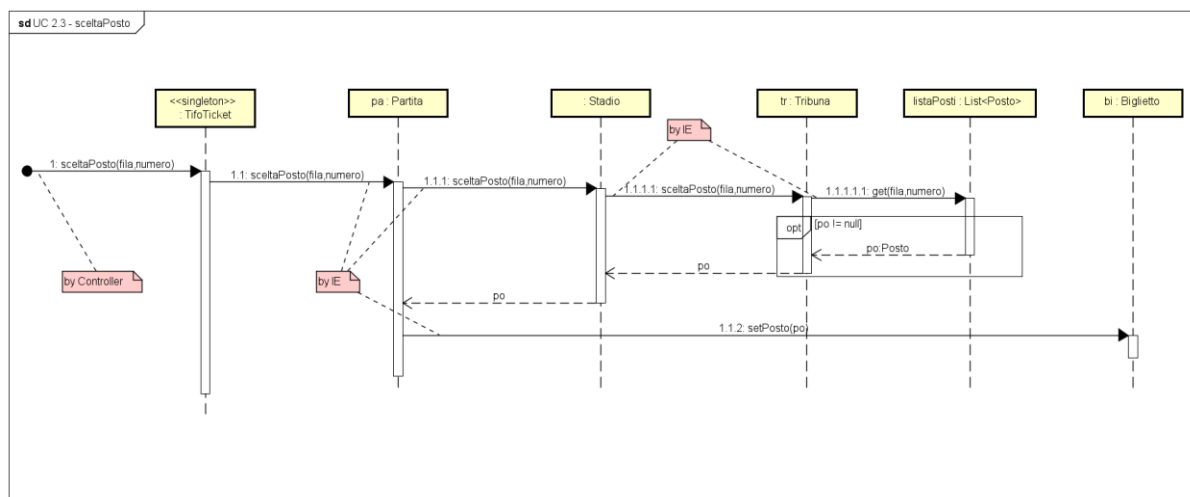 sd UC 2.3 - sceltaPosto
<<singleton>>
: TifoTicket
pa : Partita
: Stadio
tr : Tribuna
listaPosti : List<Posto>
bi : Biglietto
by IE
1: sceltaPosto(fila,numero)
1.1: sceltaPosto(fila,numero)
1.1.1: sceltaPosto(fila,numero)
1.1.1.1: sceltaPosto(fila,numero)
1.1.1.1.1: get(fila,numero)
opt
[po != null]
po:Posto
po
by Controller
by IE
po
1.1.2: setPosto(po)